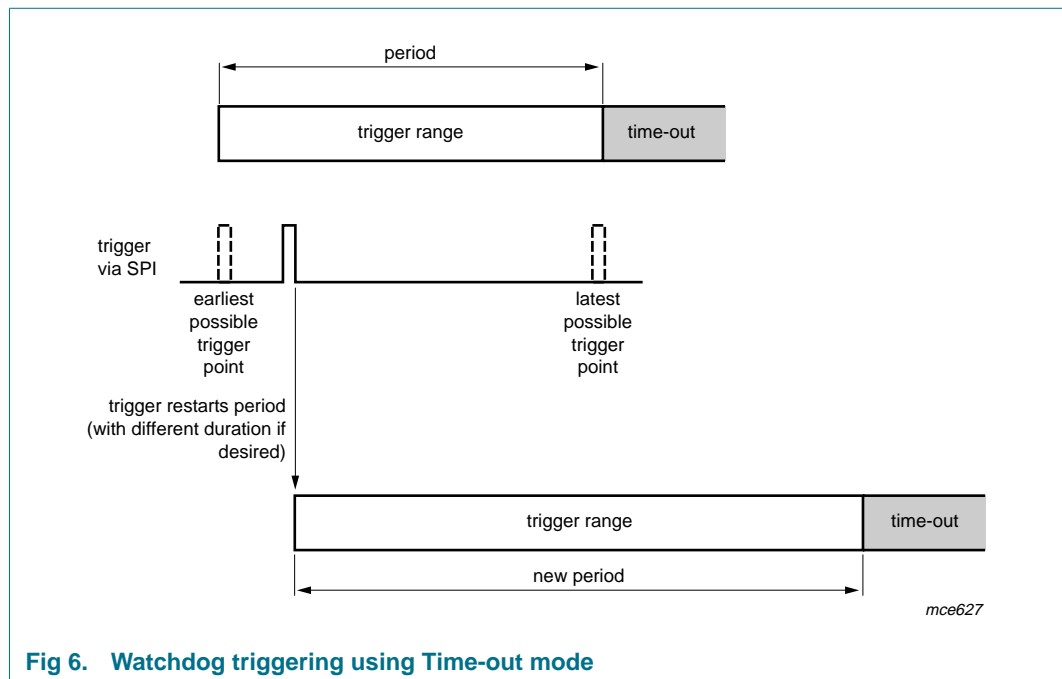 period
trigger range
time-out
trigger
via SPI
earliest
possible
trigger
point
latest
possible
trigger
point
trigger restarts period
(with different duration if
desired)
trigger range
time-out
new period
mce627
Fig 6. Watchdog triggering using Time-out mode